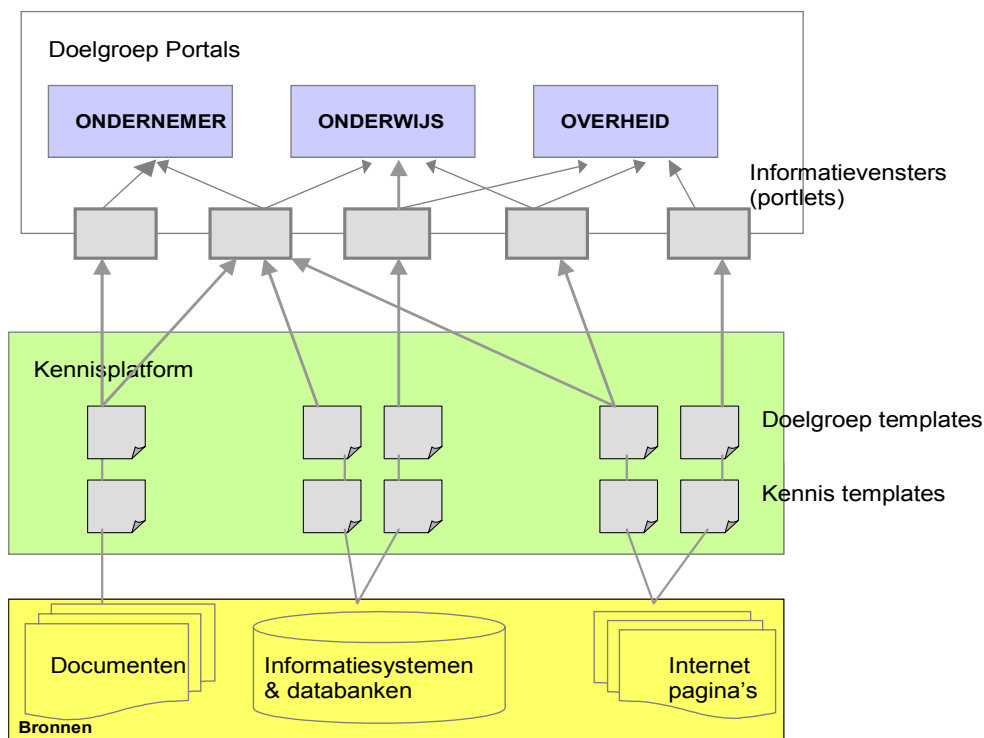 Doelgroep Portals
ONDERNEMER
ONDERWIJS
OVERHEID
Informatievensters
(portlets)
Kennisplatform
Doelgroep templates
Kennis templates
Documenten
Informatiesystemen
& databanken
Internet
pagina’s
Bronnen